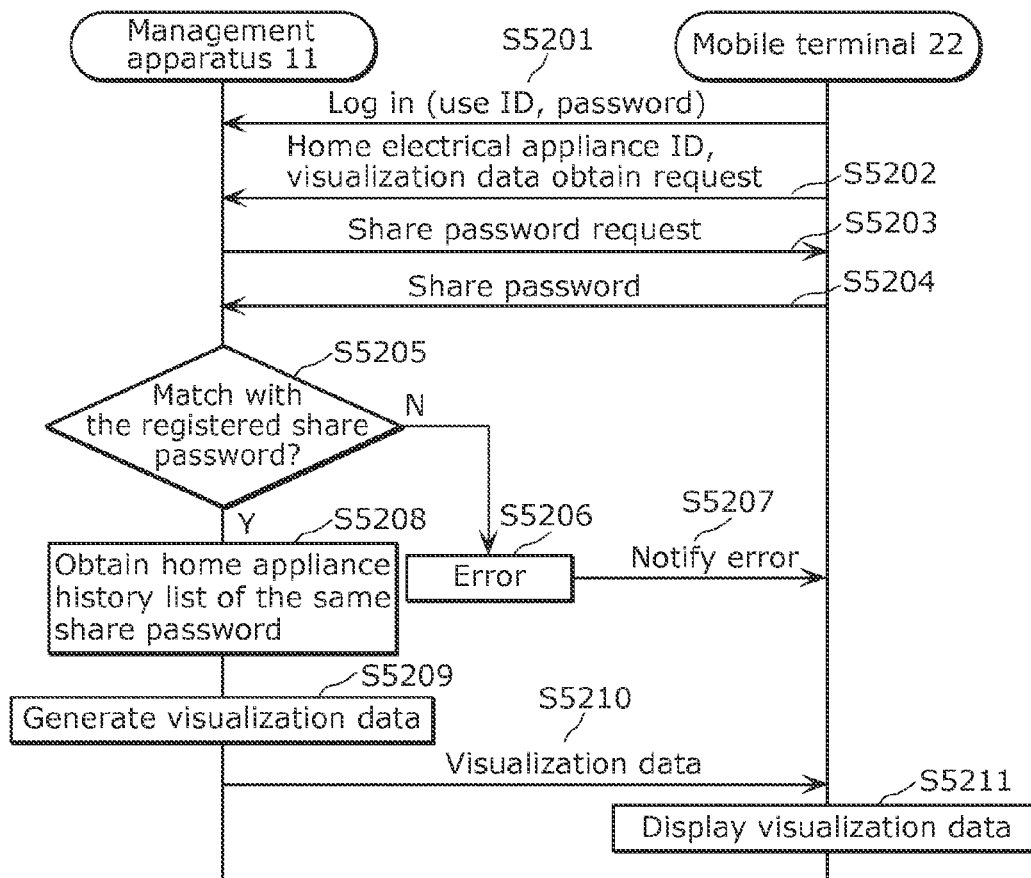 Management
apparatus 11
S5201
Mobile terminal 22
Log in (use ID, password)
Home electrical appliance ID,
visualization data obtain request
S5202
Share password request
S5203
Share password
S5204
S5205
Match with
the registered share
password?
N
Y
S5208
S5206
S5207
Obtain home appliance
history list of the same
share password
Error
Notify error
S5209
Generate visualization data
S5210
Visualization data
S5211
Display visualization data